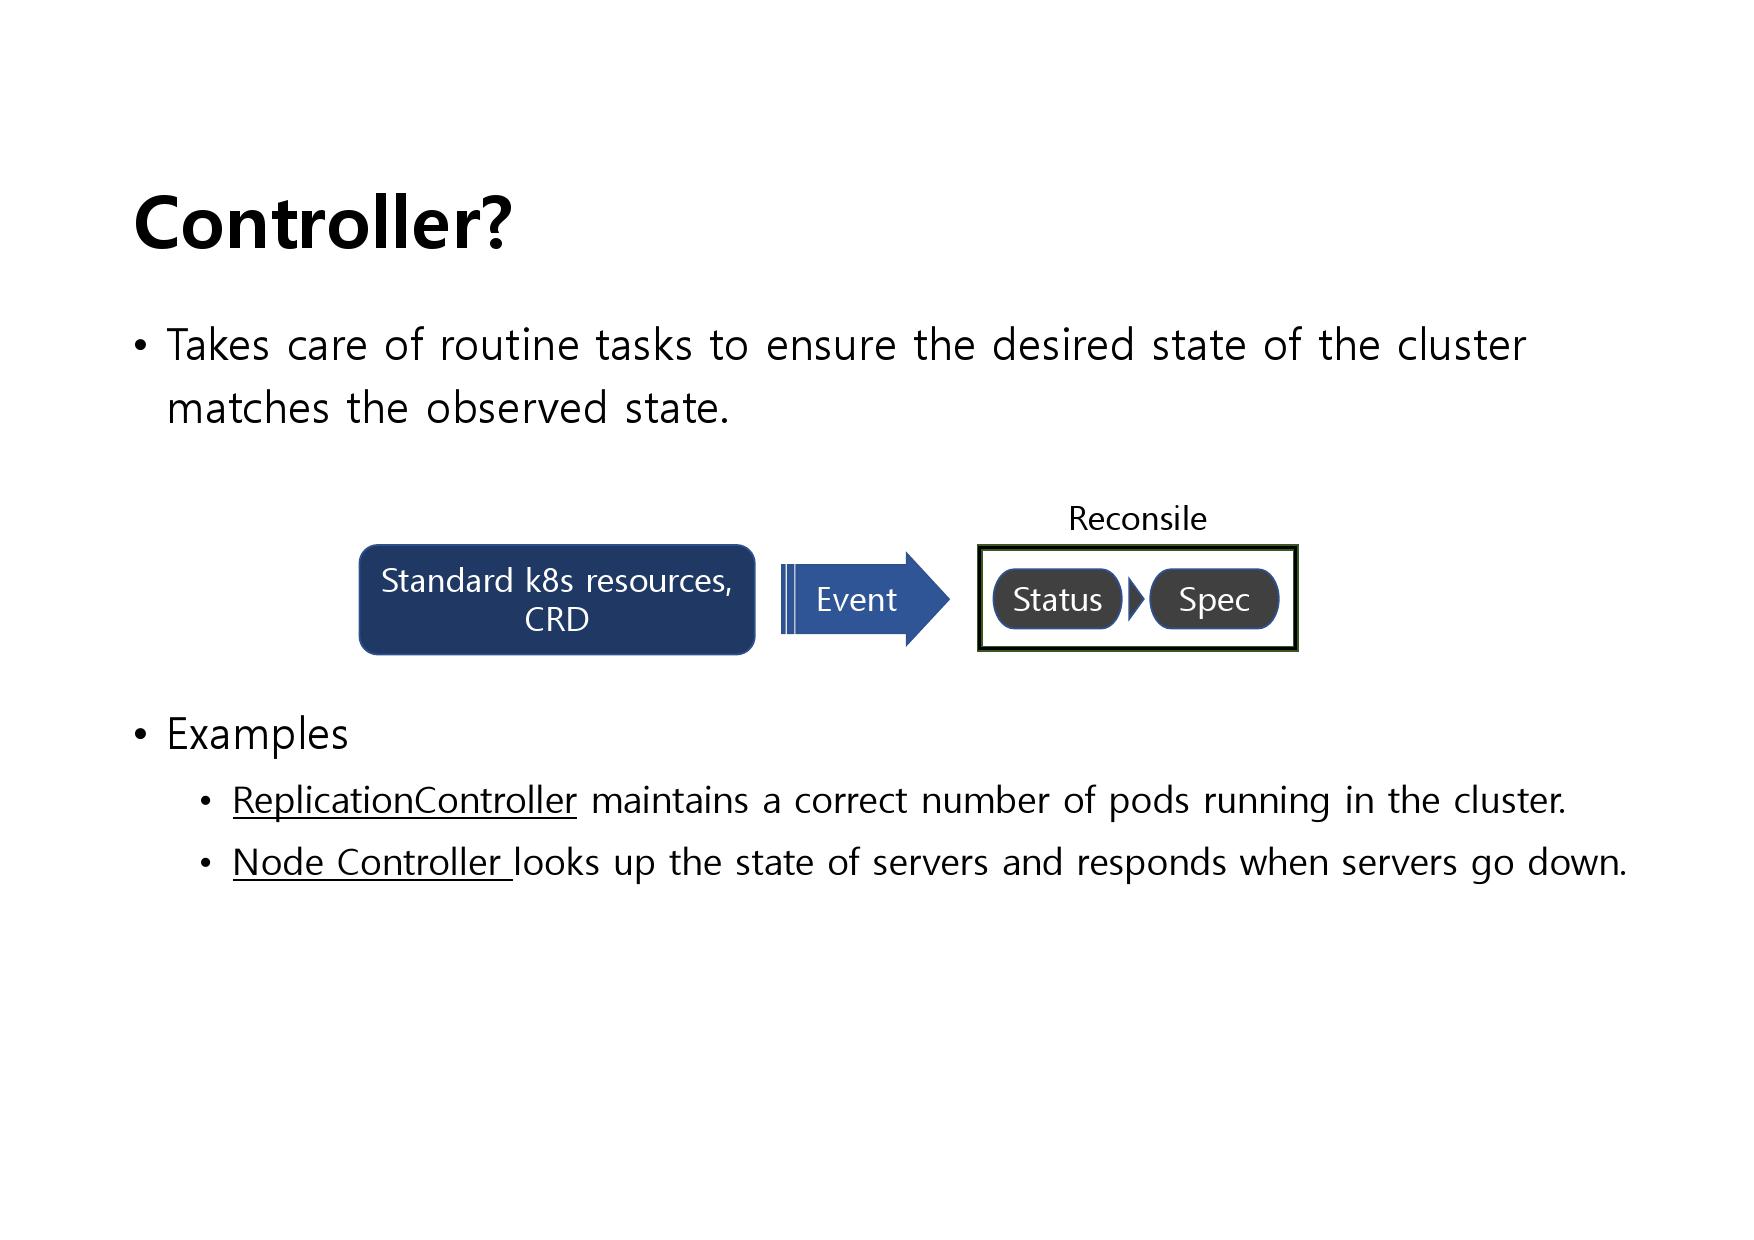 Controller?
• Takes care of routine tasks to ensure the desired state of the cluster
matches the observed state.
Reconsile
Standard k8s resources,
CRD
Event
Status
Spec
• Examples
• ReplicationController maintains a correct number of pods running in the cluster.
• Node Controller looks up the state of servers and responds when servers go down.